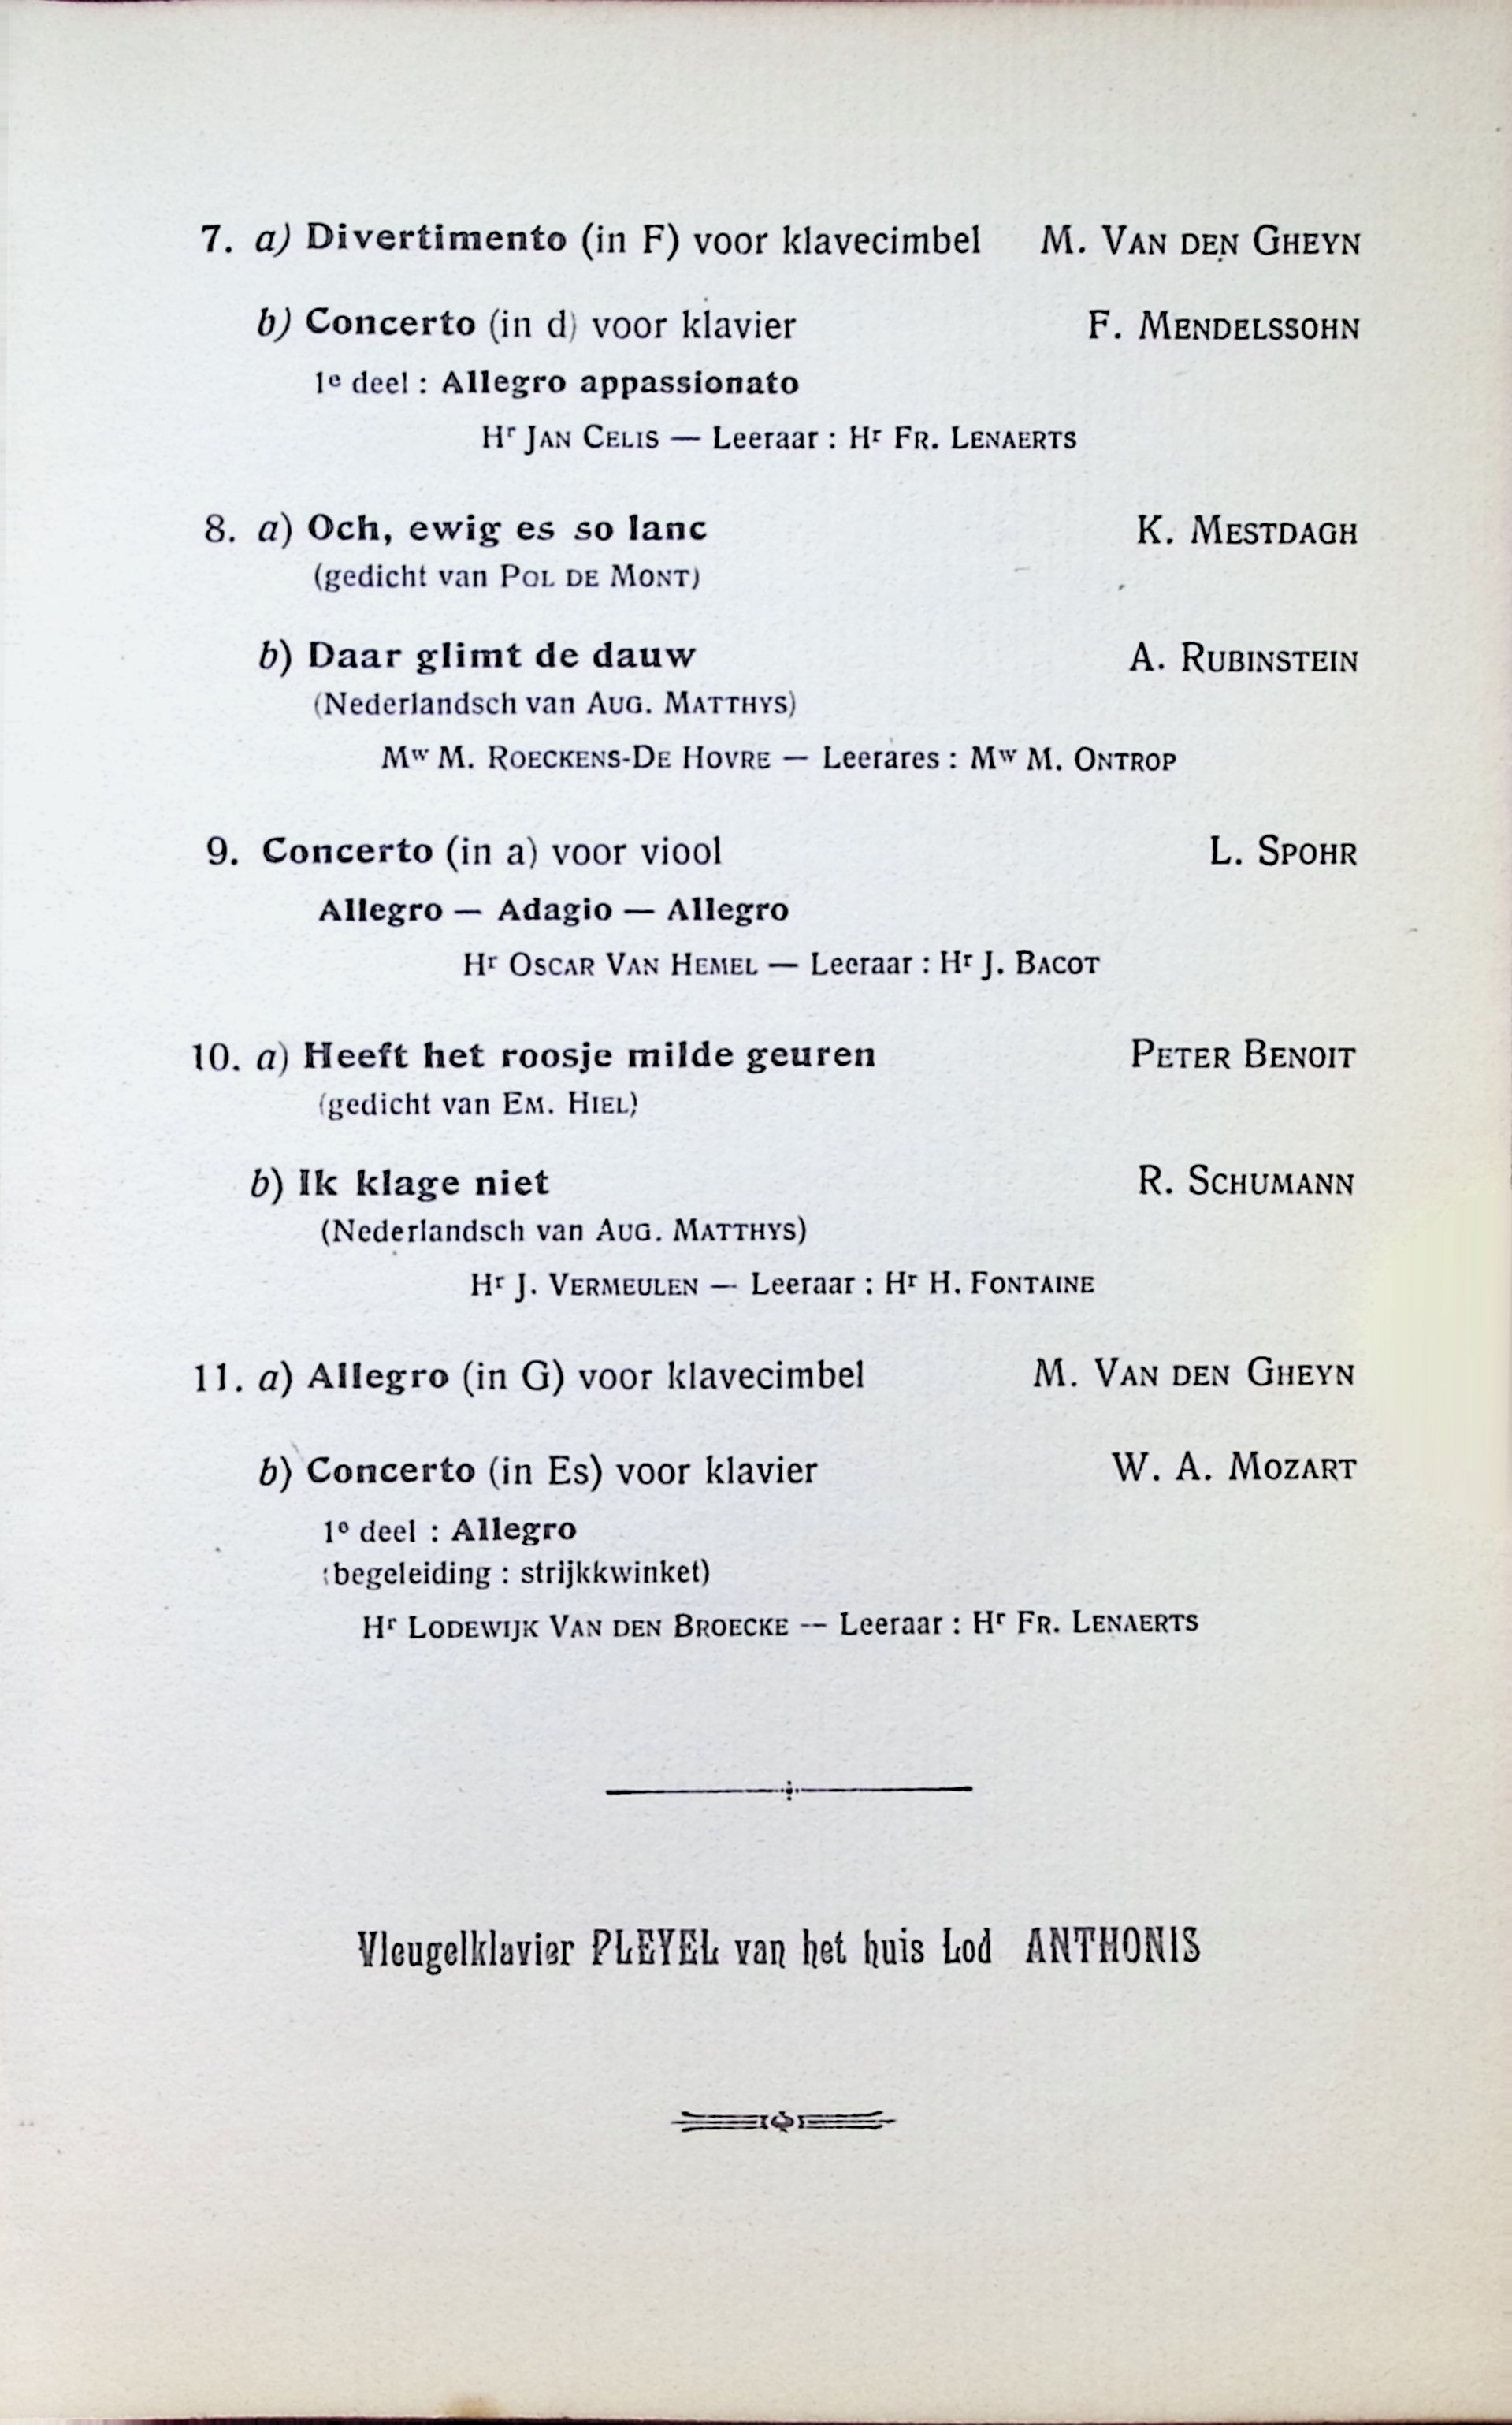 7. a) Divertimento (in F) voor klavecimbel M. VAN DEN GHEYN
b) Concerto (in d) voor klavier F. MENDELSSOHN
1e deel : Allegro appassionato
Hr JAN CELIS — Leeraar : Hr FR. LENAERTS
8. a) Och, ewig es so lanc K. MESTDAGH
(gedicht van POL DE MONT)
b) Daar glimt de dauw A. RUBINSTEIN
(Nederlandsch van AUG. MATTHYS)
Mw M. ROECKENS-DE HOVRE — Leerares : Mw M. ONTROP
9. Concerto (in a) voor viool L. SPOHR
Allegro — Adagio — Allegro
Hr OSCAR VAN HEMEL — Leeraar : Hr J. BACOT
10. a) Heeft het roosje milde geuren PETER BENOIT
(gedicht van EM. HIEL)
b) Ik klage niet R. SCHUMANN
(Nederlandsch van AUG. MATTHYS)
Hr J. VERMEULEN — Leeraar : Hr H. FONTAINE
11. a) Allegro (in G) voor klavecimbel M. VAN DEN GHEYN
b) Concerto (in Es) voor klavier W. A. MOZART
1e deel : Allegro
(begeleiding : strijkkwinket)
Hr LODEWIJK VAN DEN BROECKE — Leeraar : Hr FR. LENAERTS
Vleugelklavier PLEYEL van het huis Lod ANTHONIS